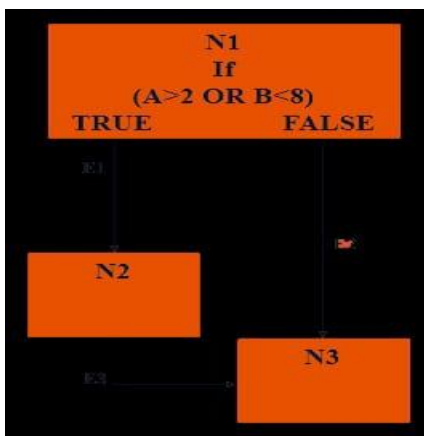 N1
If
(A>2 OR B<8)
TRUE FALSE
E1
N2
N3
E3